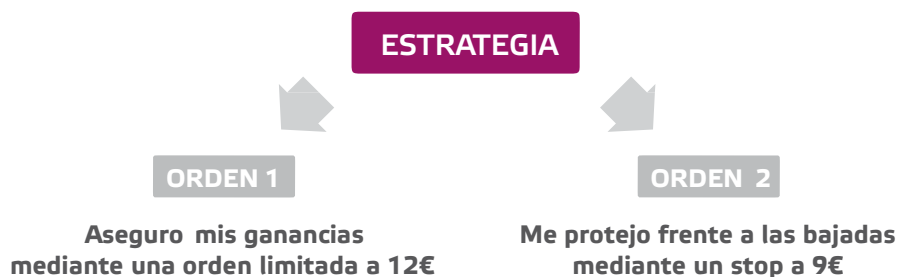 ESTRATEGIA
ORDEN 1
Aseguro mis ganancias
mediante una orden limitada a 12€
ORDEN 2
Me protejo frente a las bajadas
mediante un stop a 9€